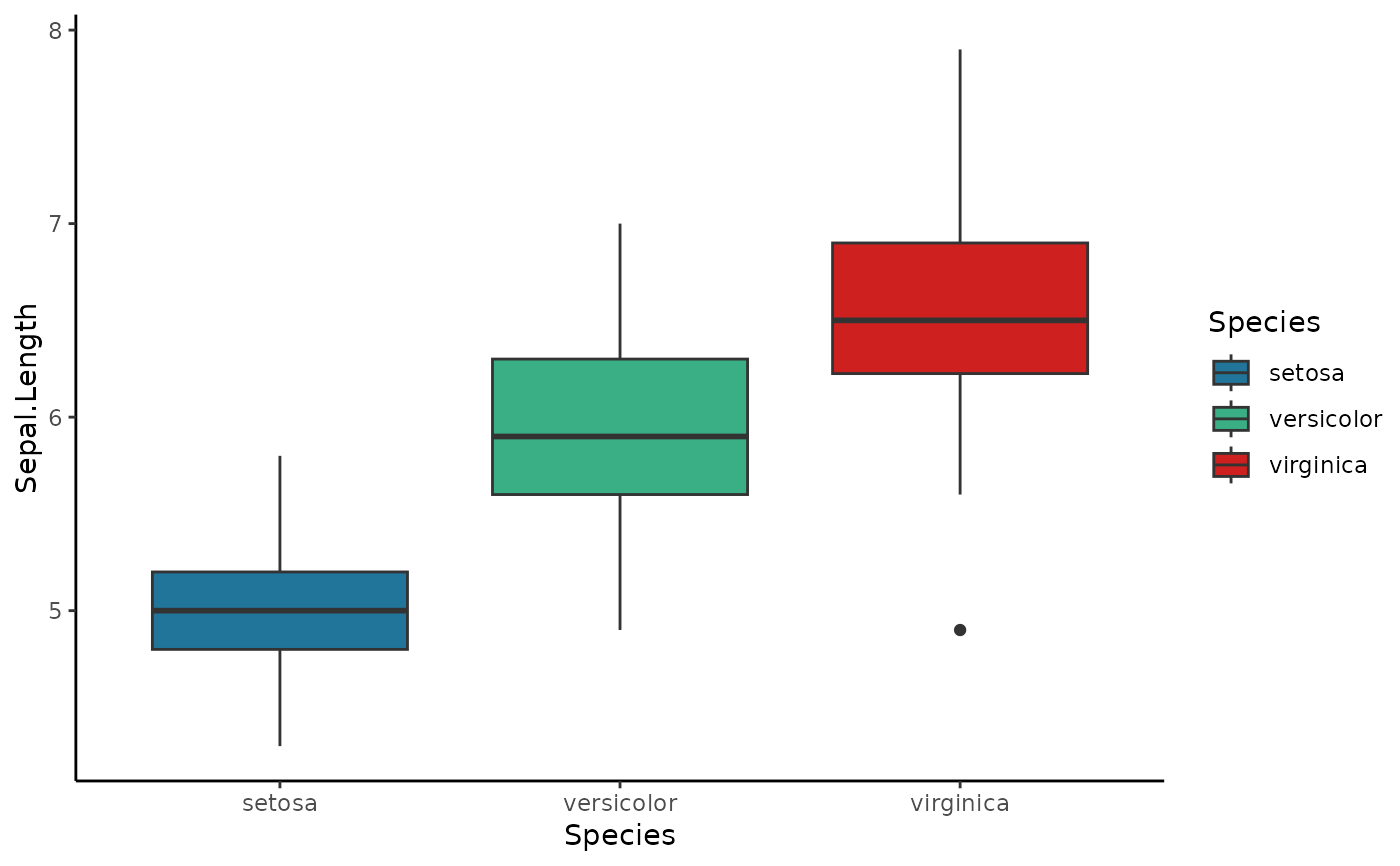 Sepal.Length
8
7
6
5
setosa
versicolor
virginica
Species
Species
setosa
versicolor
virginica